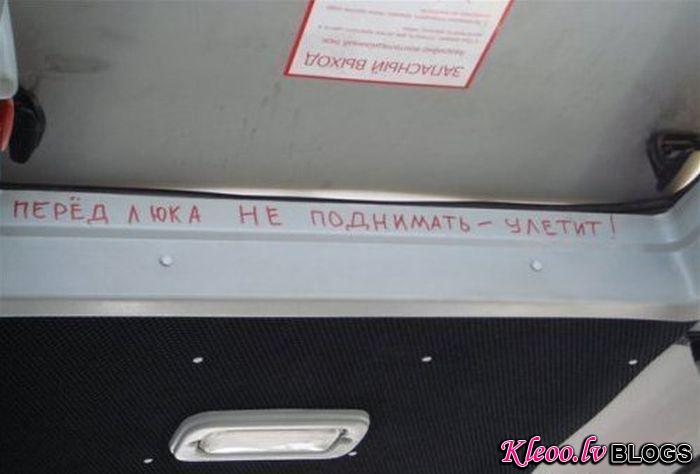 ЗАПАСНЫЙ ВЫХОД
ПЕРЁД ЛЮКА НЕ ПОДНИМАТЬ – УЛЕТИТ!
Kleoo.lv BLOGS